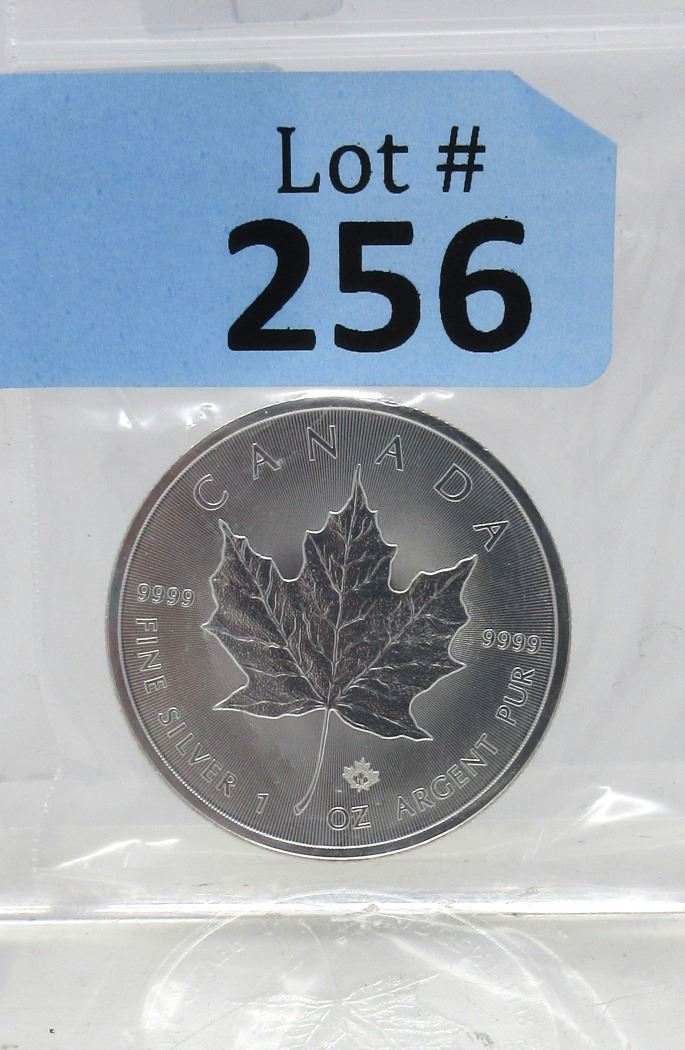 Lot #
256
CANADA
9999
9999
FINE SILVER 1 OZ ARGENT PUR